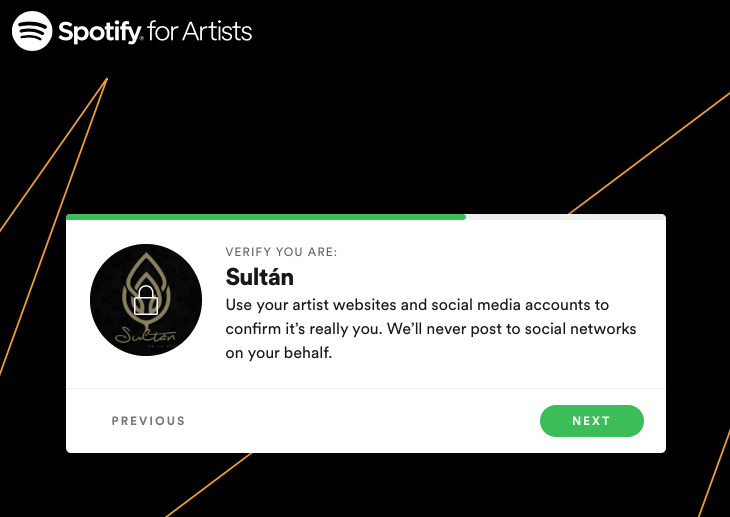 Spotify for Artists
VERIFY YOU ARE:
Sultán
Use your artist websites and social media accounts to
confirm it's really you. We'll never post to social networks
on your behalf.
Sultán
PREVIOUS
NEXT